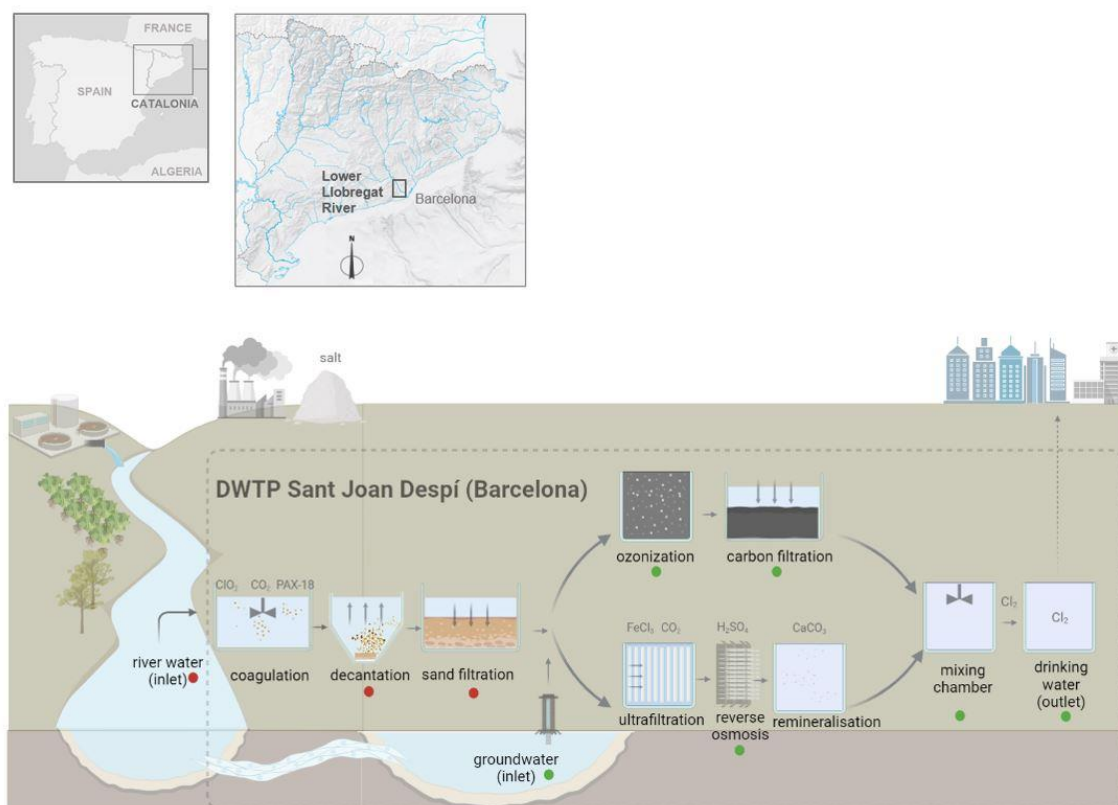 FRANCE
SPAIN
CATALONIA
ALGERIA
Lower
Llobregat
River
Barcelona
N
salt
DWTP Sant Joan Despí (Barcelona)
ozonization
carbon filtration
ClO₂ CO₂ PAX-18
river water
(inlet)
coagulation
decantation
sand filtration
FeCl₃ CO₂
H₂SO₄
CaCO₃
ultrafiltration
reverse
osmosis
remineralisation
groundwater
(inlet)
Cl₂
Cl₂
mixing
chamber
drinking
water
(outlet)